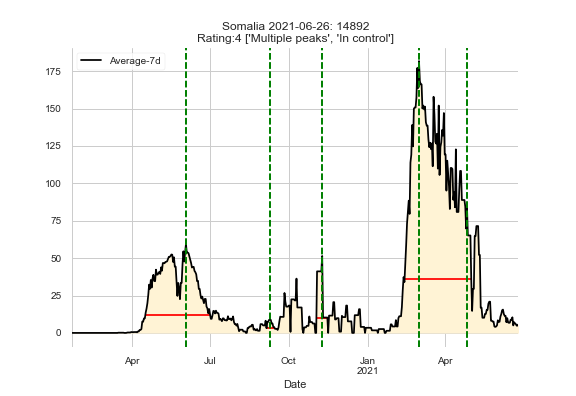 Somalia 2021-06-26: 14892
Rating:4 ['Multiple peaks', 'In control']
Average-7d
175
150
125
100
75
50
25
0
Apr
Jul
Oct
Jan
2021
Apr
Date